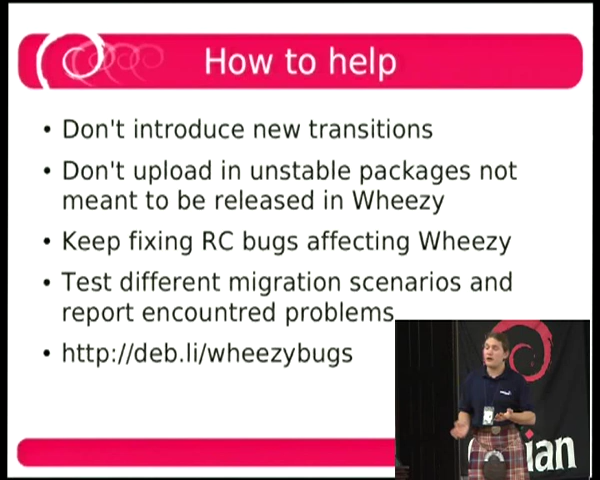 How to help
• Don't introduce new transitions
• Don't upload in unstable packages not
meant to be released in Wheezy
• Keep fixing RC bugs affecting Wheezy
• Test different migration scenarios and
report encountred problems
• http://deb.li/wheezybugs
ian